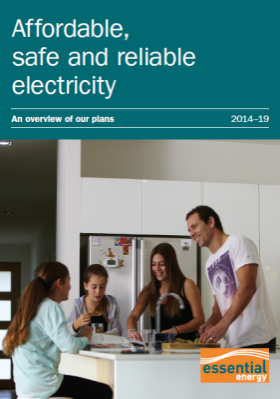 Affordable,
safe and reliable
electricity
An overview of our plans 2014–19
essential
energy